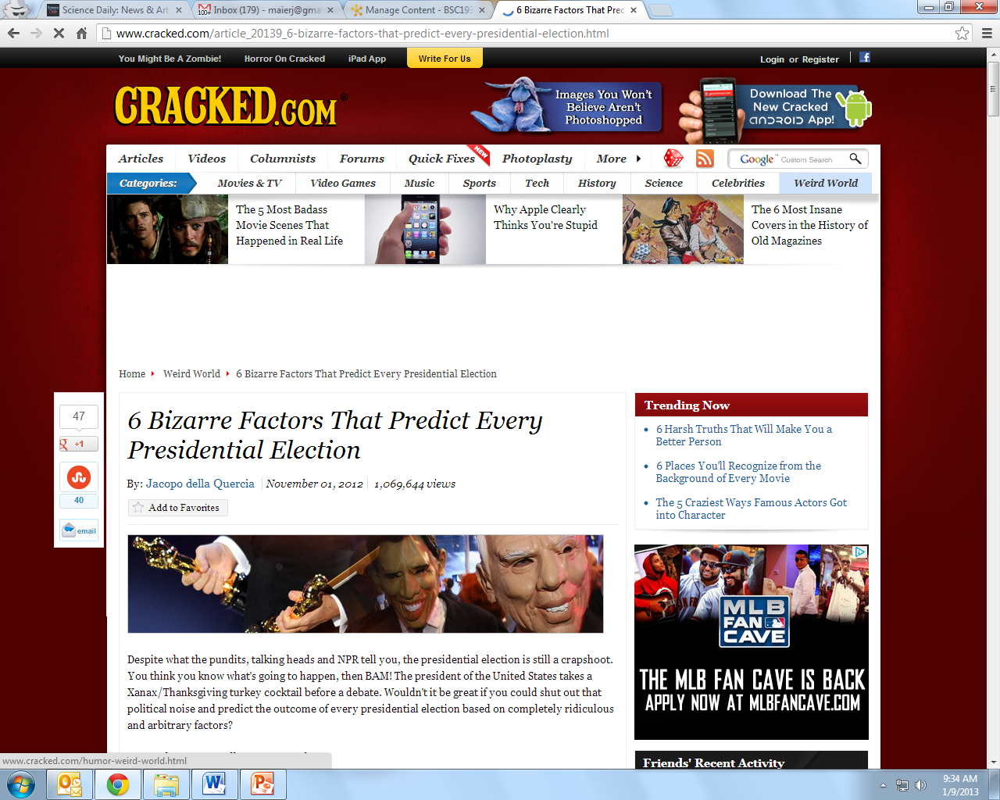 Science Daily: News & Art
Inbox (179) - maierj@gma
Manage Content - BSC193
6 Bizarre Factors That Pred
www.cracked.com/article_20139_6-bizarre-factors-that-predict-every-presidential-election.html
You Might Be A Zombie!
Horror On Cracked
iPad App
Write For Us
Login or Register
CRACKED.COM®
Images You Won't
Believe Aren't
Photoshopped
Download The
New Cracked
ANDROID App!
Articles
Videos
Columnists
Forums
Quick Fixes
NEW
Photoplasty
More
Google™ Custom Search
Categories:
Movies & TV
Video Games
Music
Sports
Tech
History
Science
Celebrities
Weird World
The 5 Most Badass
Movie Scenes That
Happened in Real Life
Why Apple Clearly
Thinks You're Stupid
The 6 Most Insane
Covers in the History of
Old Magazines
Home
Weird World
6 Bizarre Factors That Predict Every Presidential Election
47
+1
40
email
6 Bizarre Factors That Predict Every
Presidential Election
By: Jacopo della Quercia
November 01, 2012
1,069,644 views
Add to Favorites
Despite what the pundits, talking heads and NPR tell you, the presidential election is still a crapshoot.
You think you know what's going to happen, then BAM! The president of the United States takes a
Xanax/Thanksgiving turkey cocktail before a debate. Wouldn't it be great if you could shut out that
political noise and predict the outcome of every presidential election based on completely ridiculous
and arbitrary factors?
Trending Now
6 Harsh Truths That Will Make You a
Better Person
6 Places You'll Recognize from the
Background of Every Movie
The 5 Craziest Ways Famous Actors Got
into Character
MLB
FAN
CAVE
THE MLB FAN CAVE IS BACK
APPLY NOW AT MLBFANCAVE.COM
Friends' Recent Activity
www.cracked.com/humor-weird-world.html
9:34 AM
1/9/2013